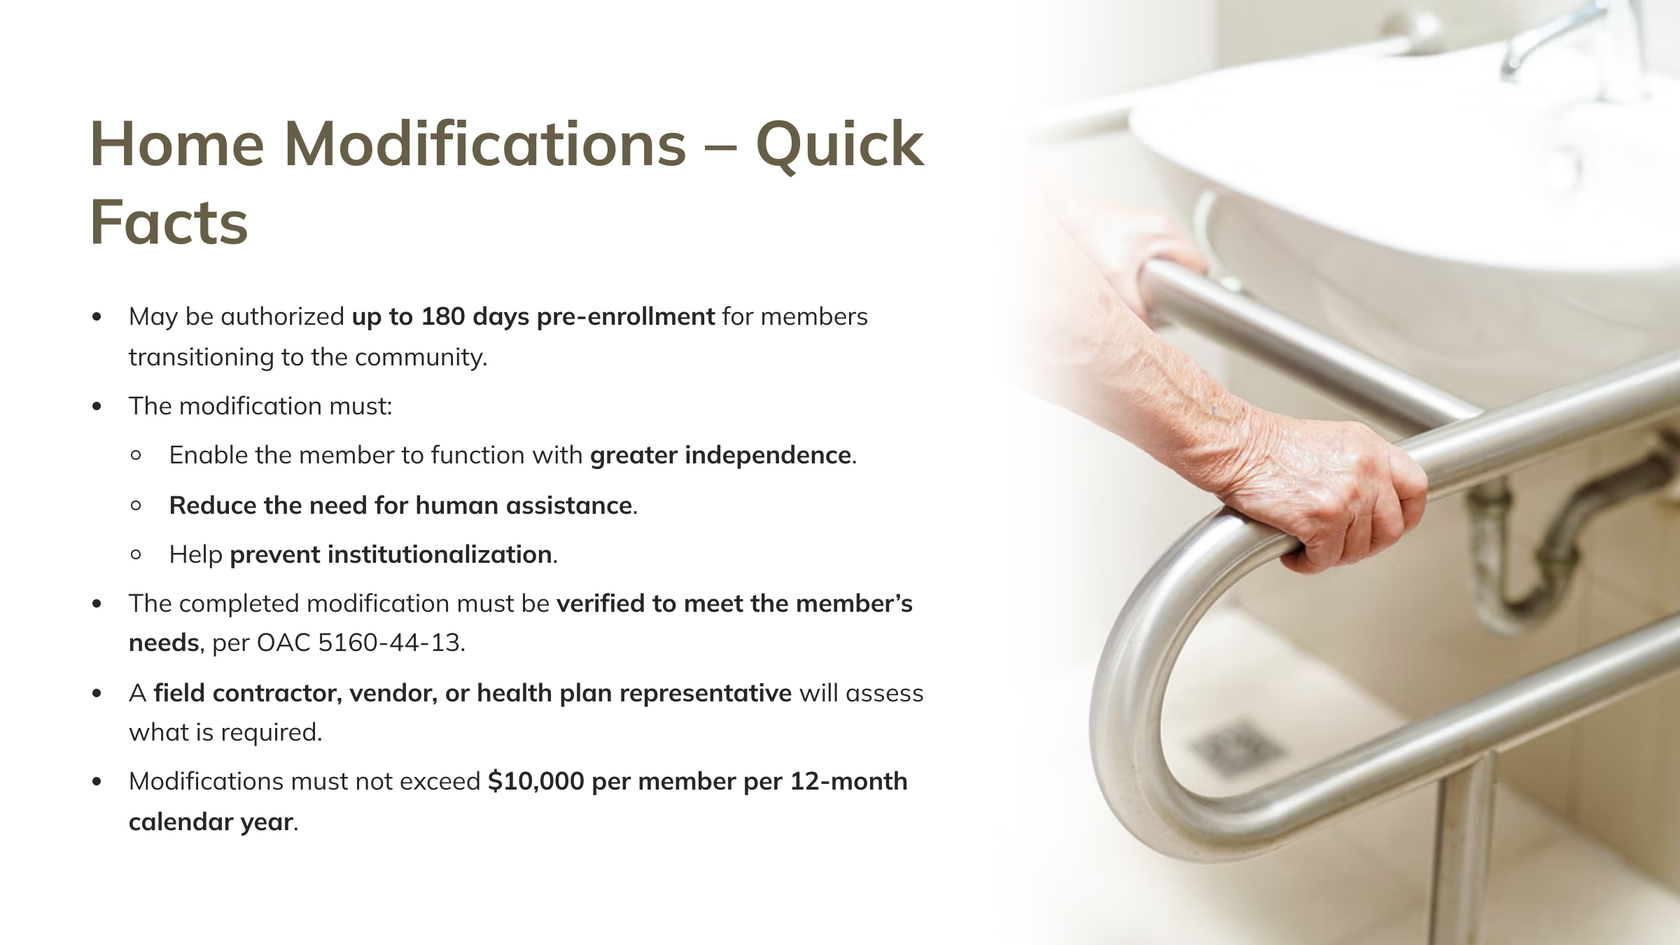 Home Modifications – Quick
Facts
• May be authorized up to 180 days pre-enrollment for members
transitioning to the community.
• The modification must:
○ Enable the member to function with greater independence.
○ Reduce the need for human assistance.
○ Help prevent institutionalization.
• The completed modification must be verified to meet the member’s
needs, per OAC 5160-44-13.
• A field contractor, vendor, or health plan representative will assess
what is required.
• Modifications must not exceed $10,000 per member per 12-month
calendar year.